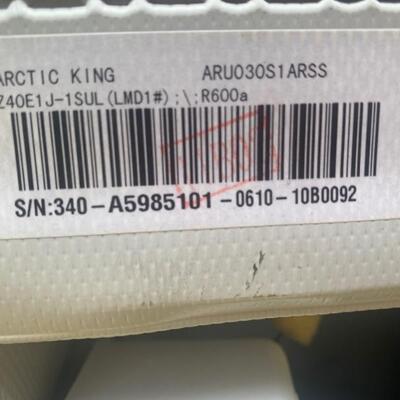 ARCTIC KING ARU030S1ARSS
Z40E1J-1SUL(LMD1#);\;R600a
S/N:340-A5985101-0610-10B0092